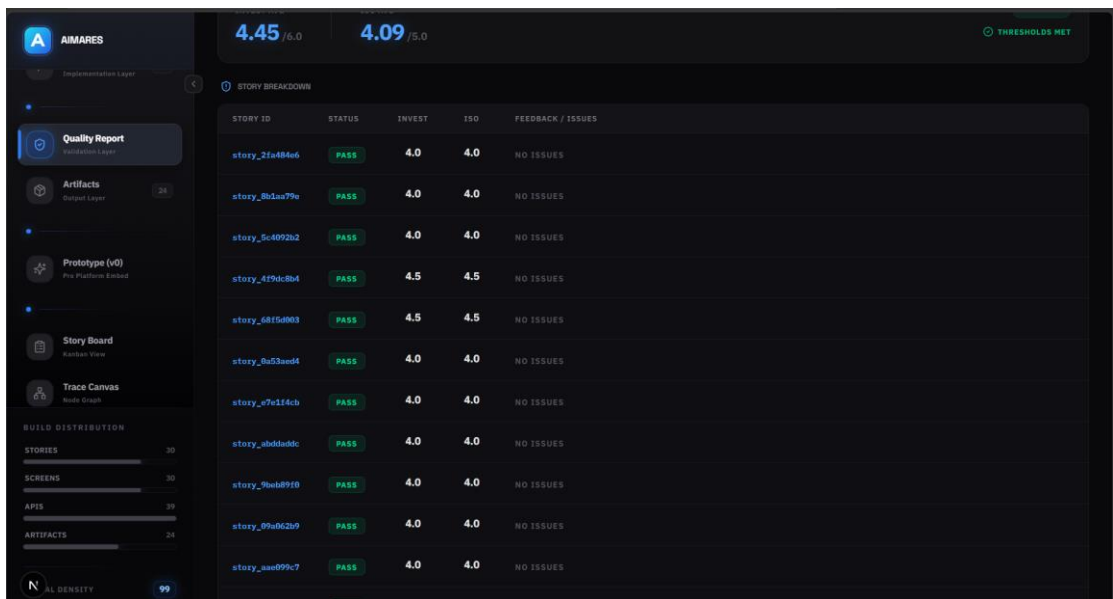 AIMARES
Implementation Layer
Quality Report
Validation Layer
Artifacts
Output Layer
24
Prototype (v0)
Pro Platform Embed
Story Board
Kanban View
Trace Canvas
Node Graph
BUILD DISTRIBUTION
STORIES 30
SCREENS 30
APIS 39
ARTIFACTS 24
N
AL DENSITY 99
4.45 /6.0
4.09 /5.0
THRESHOLDS MET
STORY BREAKDOWN
STORY ID STATUS INVEST ISO FEEDBACK / ISSUES
story_2fa484e6 PASS 4.0 4.0 NO ISSUES
story_8b1aa79e PASS 4.0 4.0 NO ISSUES
story_5c4092b2 PASS 4.0 4.0 NO ISSUES
story_4f9dc8b4 PASS 4.5 4.5 NO ISSUES
story_68f5d003 PASS 4.5 4.5 NO ISSUES
story_0a53aed4 PASS 4.0 4.0 NO ISSUES
story_e7e1f4cb PASS 4.0 4.0 NO ISSUES
story_abddaddc PASS 4.0 4.0 NO ISSUES
story_9beb89f0 PASS 4.0 4.0 NO ISSUES
story_09a062b9 PASS 4.0 4.0 NO ISSUES
story_aae099c7 PASS 4.0 4.0 NO ISSUES